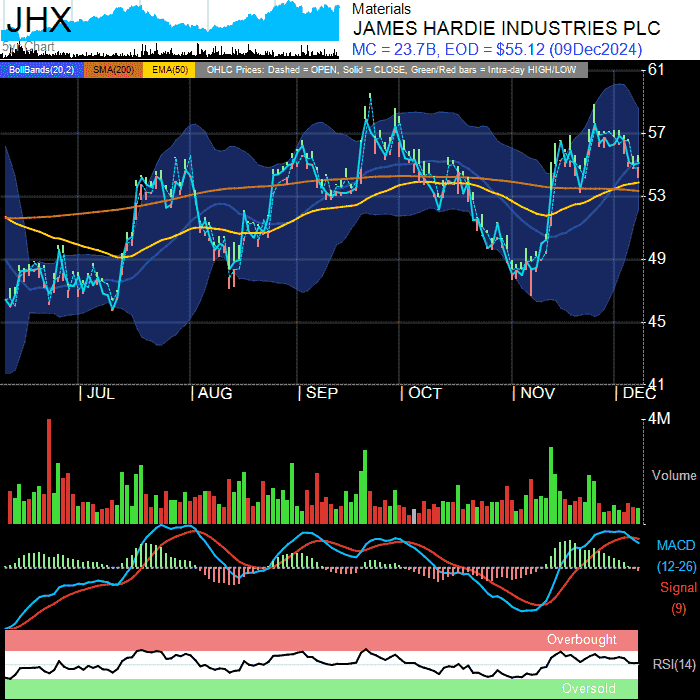 JHX
5yr Chart
Materials
JAMES HARDIE INDUSTRIES PLC
MC = 23.7B, EOD = $55.12 (09Dec2024)
BollBands(20,2) SMA(200) EMA(50) OHLC Prices: Dashed = OPEN, Solid = CLOSE, Green/Red bars = Intra-day HIGH/LOW
61
57
53
49
45
41
JUL AUG SEP OCT NOV DEC
4M
Volume
MACD
(12-26)
Signal
(9)
Overbought
RSI(14)
Oversold